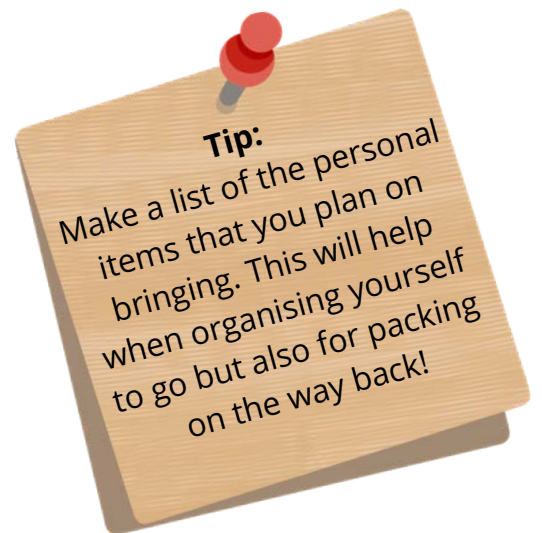 Tip:
Make a list of the personal
items that you plan on
bringing. This will help
when organising yourself
to go but also for packing
on the way back!